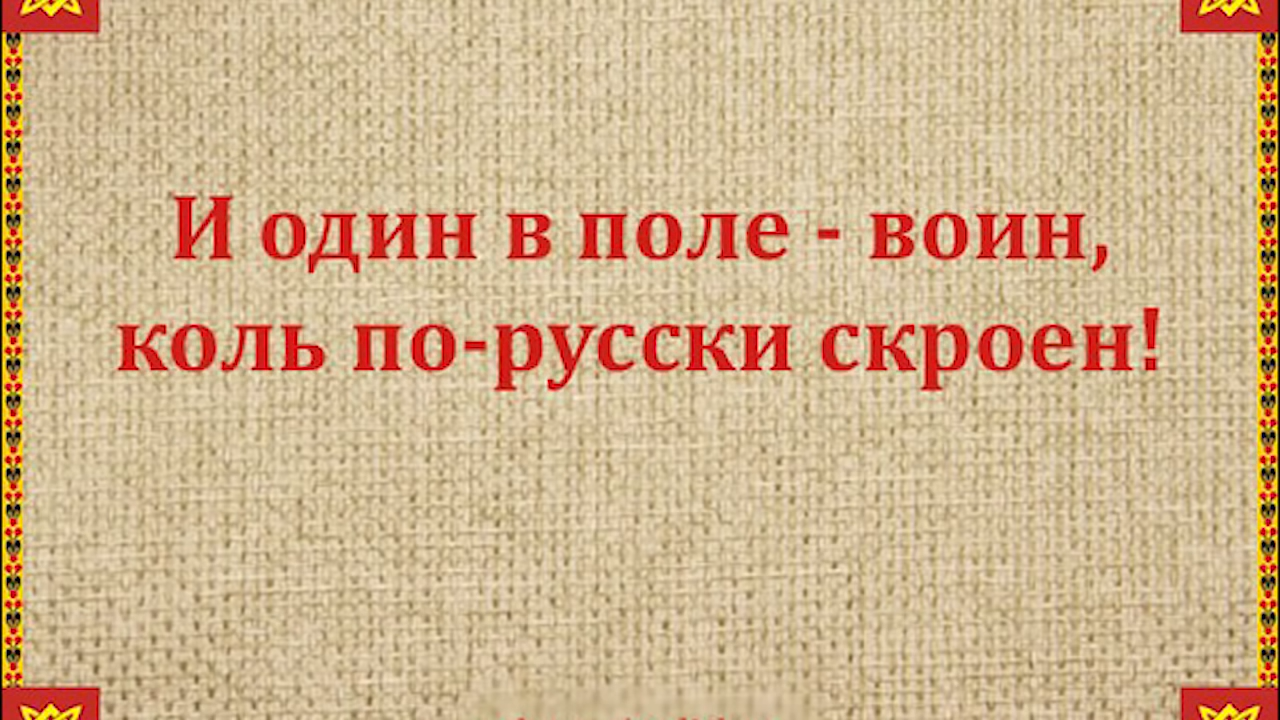 И один в поле - воин,
коль по-русски скроен!